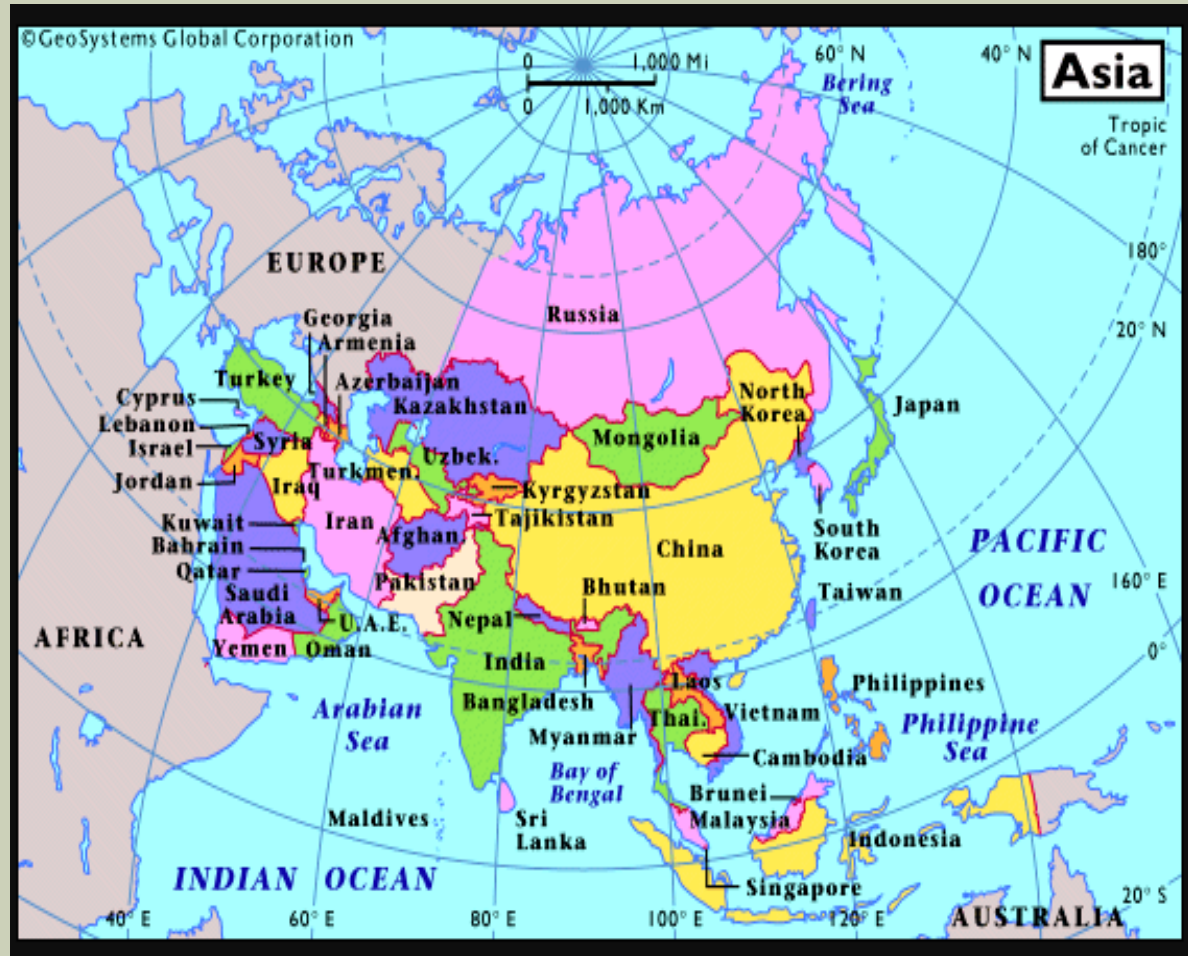 ©GeoSystems Global Corporation
0 1,000 Mi
0 1,000 Km
60° N
40° N
Asia
Bering
Sea
Tropic
of Cancer
180°
20° N
EUROPE
Russia
Georgia
Armenia
Azerbaijan
Turkey
Cyprus
Lebanon
Israel
Jordan
Syria
Iraq
Kazakhstan
Uzbek.
Turkmen.
Mongolia
North
Korea
Japan
Kyrgyzstan
Tajikistan
Iran
Afghan.
Kuwait
Bahrain
Qatar
Saudi
Arabia
U.A.E.
Yemen
Oman
Pakistan
China
South
Korea
PACIFIC
OCEAN
160° E
Taiwan
Bhutan
Nepal
India
Bangladesh
Myanmar
AFRICA
Arabian
Sea
Laos
Thai.
Vietnam
Cambodia
Philippines
Philippine
Sea
0°
Bay of
Bengal
Brunei
Malaysia
Indonesia
Singapore
Maldives
Sri
Lanka
INDIAN OCEAN
40° E
60° E
80° E
100° E
120° E
AUSTRALIA
20° S